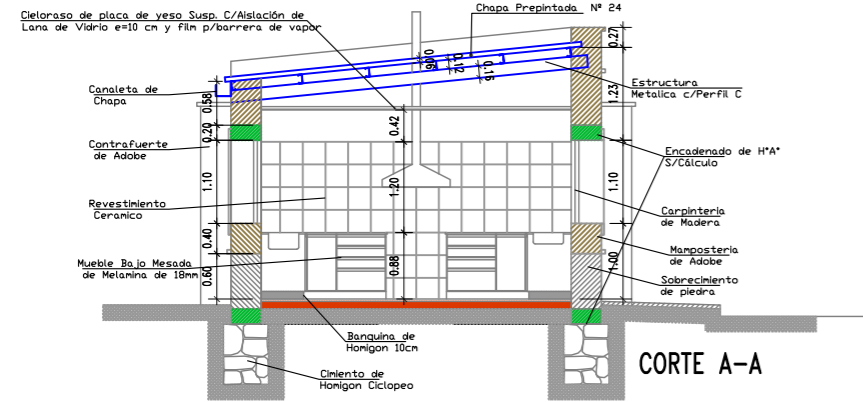 Cieloraso de placa de yeso Susp. C/Aislación de
Lana de Vidrio e=10 cm y film p/barrera de vapor
Chapa Prepintada Nº 24
0.27
0.06
0.12
0.16
Canaleta de
Chapa
Estructura
Metalica c/Perfil C
0.58
1.23
0.42
0.20
Contrafuerte
de Adobe
Encadenado de H°A°
S/Cálculo
1.10
1.20
1.10
Revestimiento
Ceramico
Carpinteria
de Madera
0.40
Mamposteria
de Adobe
Mueble Bajo Mesada
de Melamina de 18mm
0.88
1.00
0.60
Sobrecimiento
de piedra
Banquina de
Homigon 10cm
CORTE A-A
Cimiento de
Homigon Ciclopeo